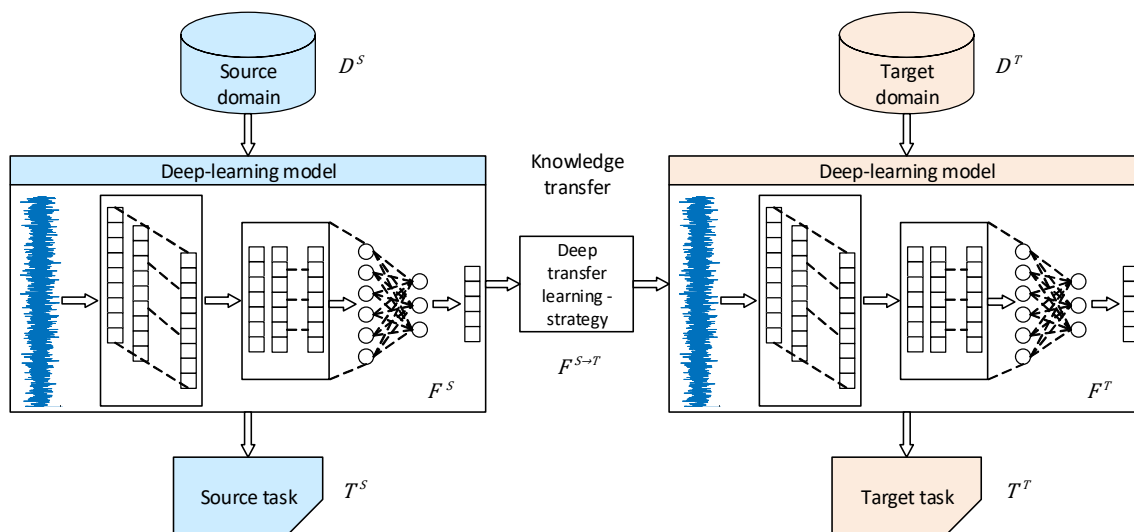 Source
domain
D^S
Target
domain
D^T
Deep-learning model
Knowledge
transfer
Deep-learning model
Deep
transfer
learning -
strategy
F^S
F^{S→T}
F^T
Source task
T^S
Target task
T^T